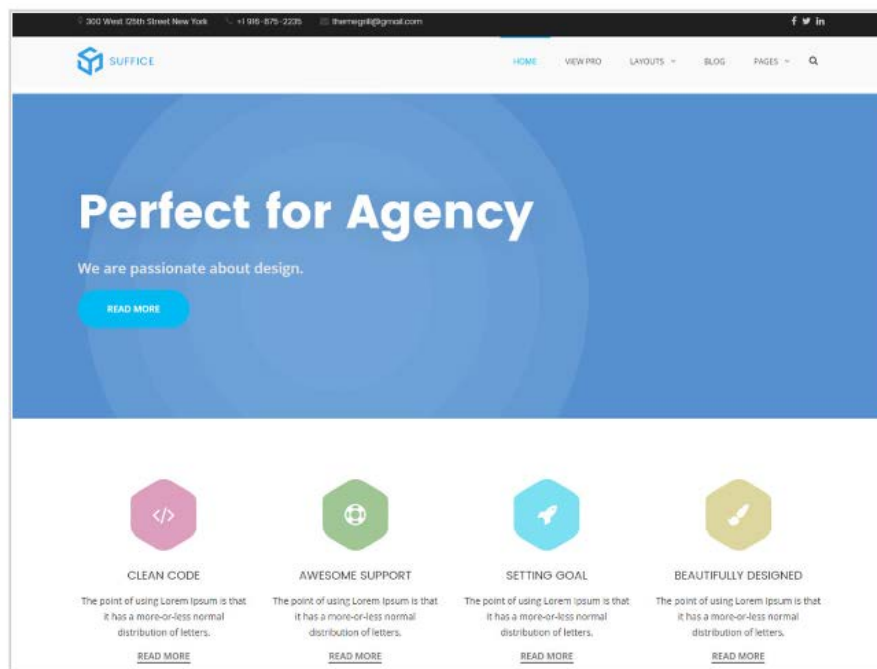 300 West 125th Street New York +1 916-875-2235 themegrill@gmail.com
SUFFICE HOME VIEW PRO LAYOUTS BLOG PAGES
Perfect for Agency
We are passionate about design.
READ MORE
CLEAN CODE
The point of using Lorem Ipsum is that
it has a more-or-less normal
distribution of letters.
READ MORE
AWESOME SUPPORT
The point of using Lorem Ipsum is that
it has a more-or-less normal
distribution of letters.
READ MORE
SETTING GOAL
The point of using Lorem Ipsum is that
it has a more-or-less normal
distribution of letters.
READ MORE
BEAUTIFULLY DESIGNED
The point of using Lorem Ipsum is that
it has a more-or-less normal
distribution of letters.
READ MORE